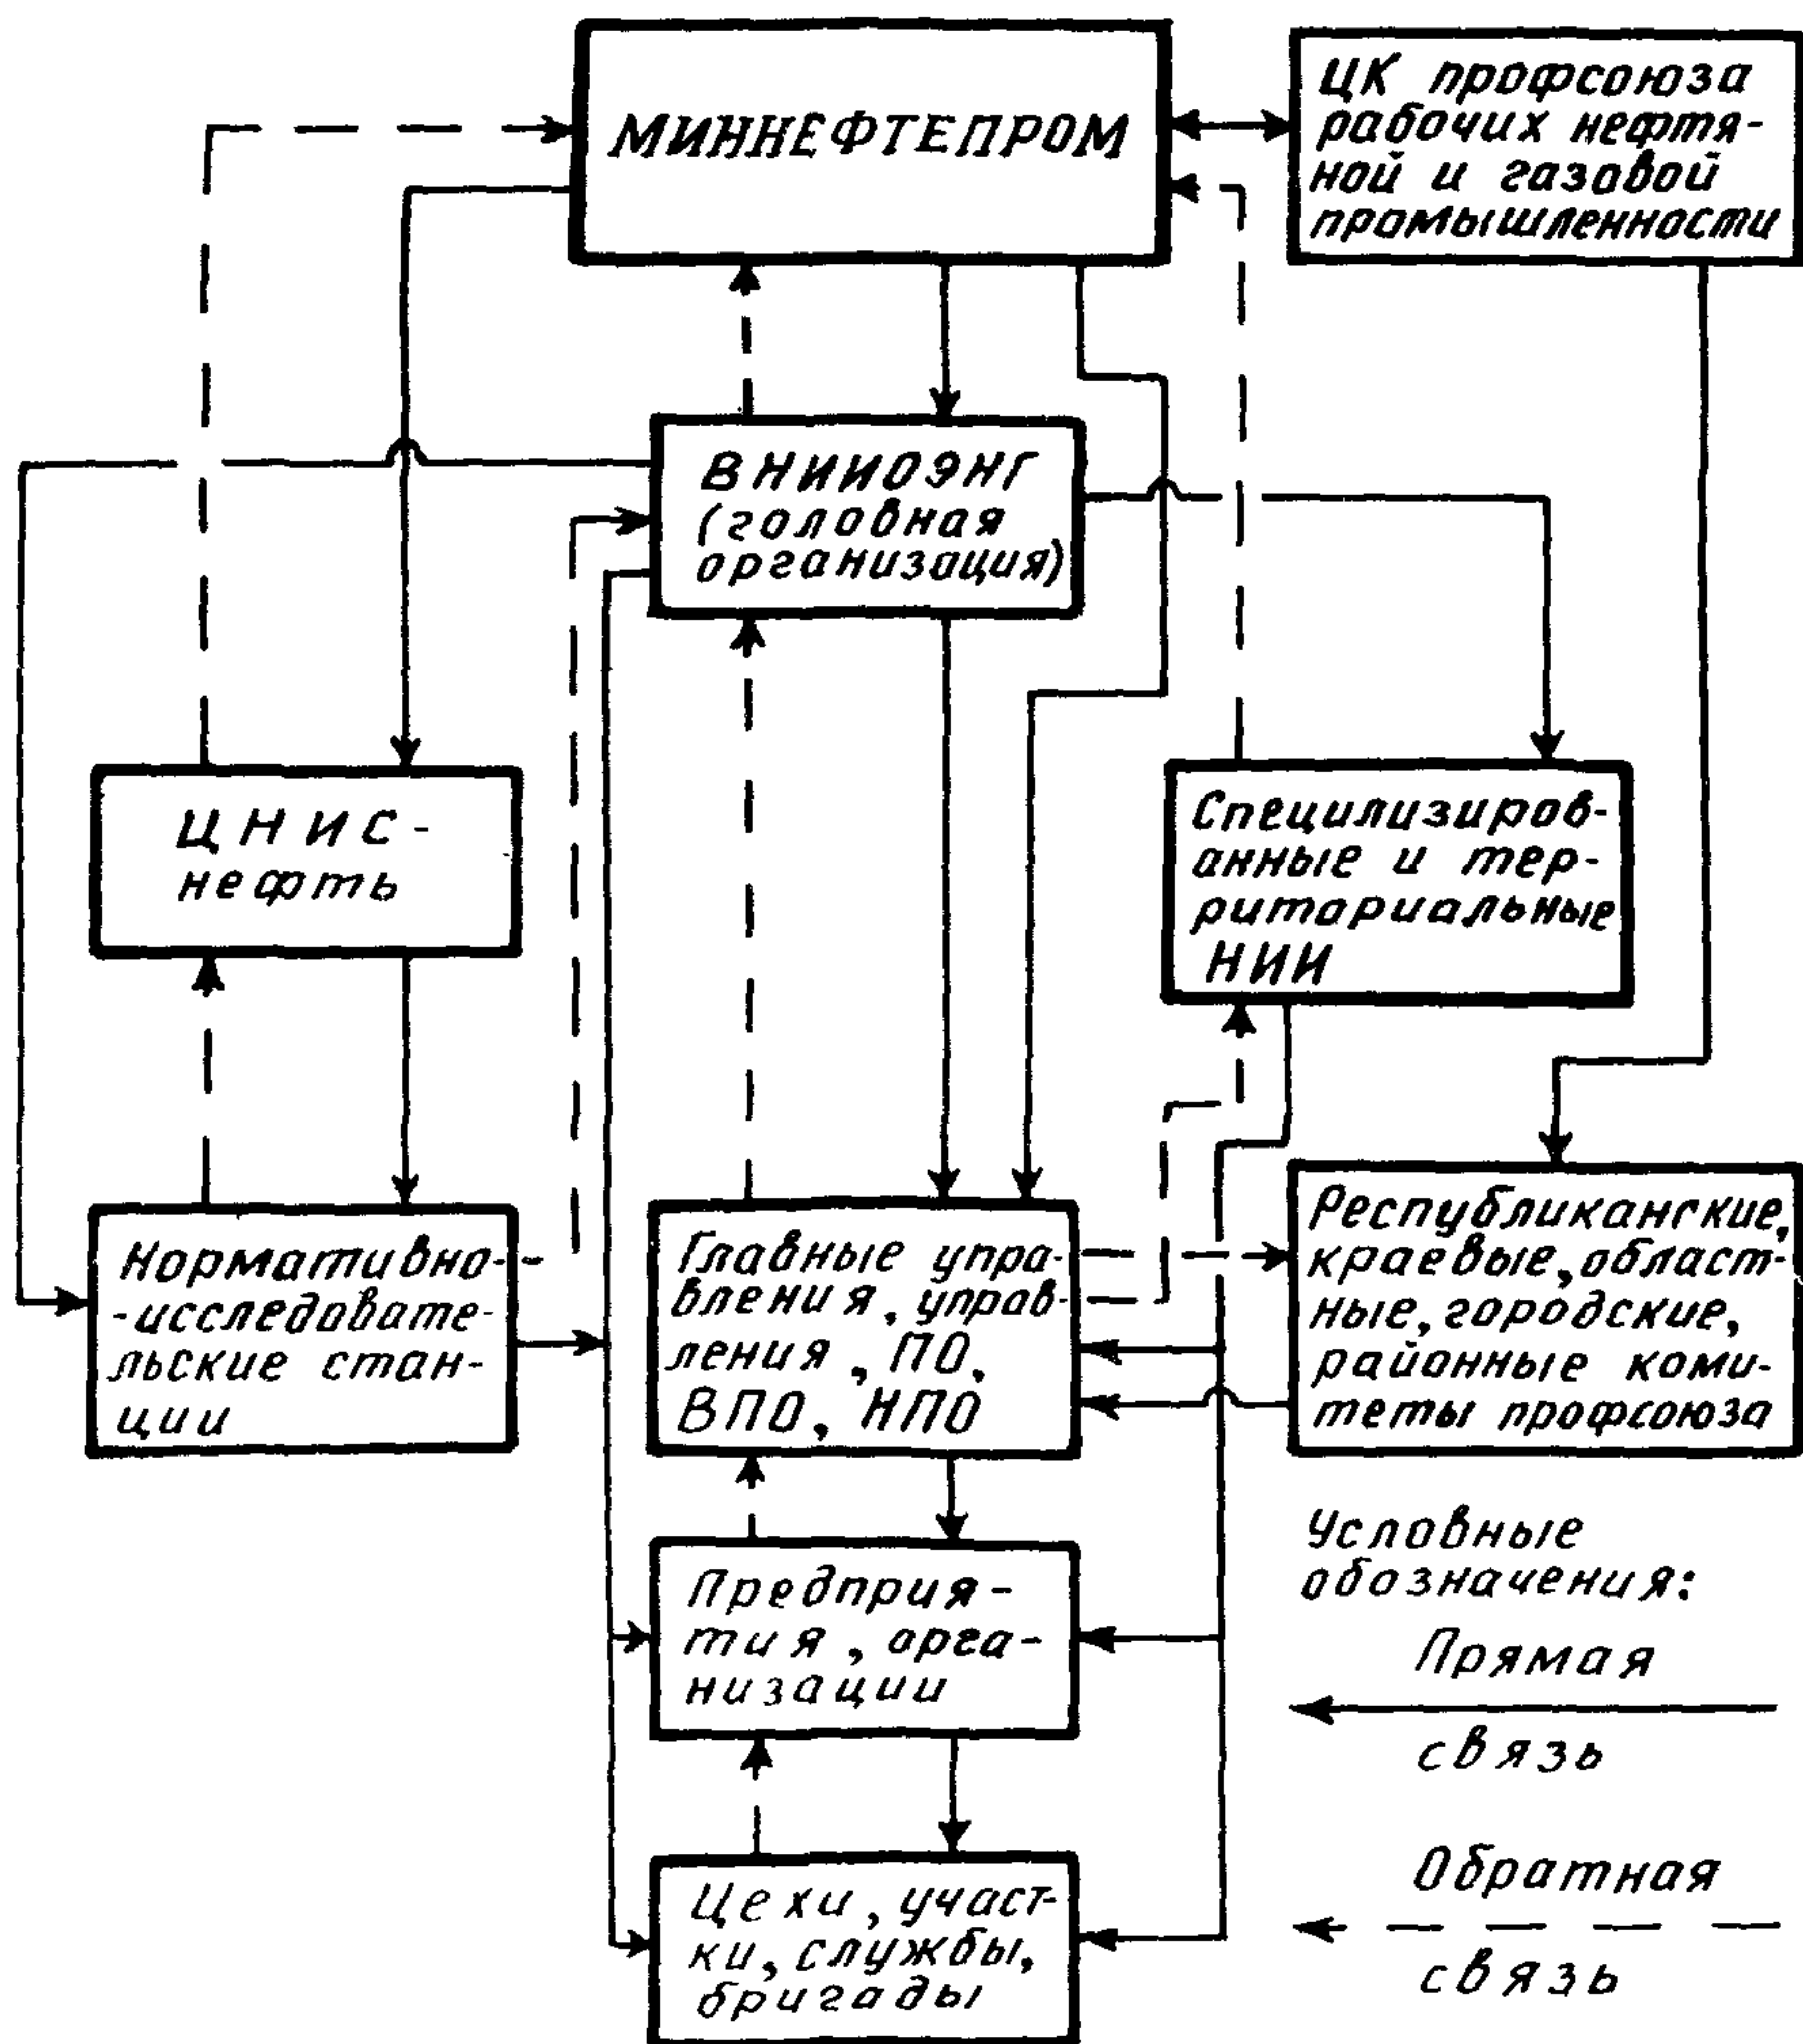 МИННЕФТЕПРОМ
ЦК профсоюза
рабочих нефтя-
ной и газовой
промышленности
ВНИИОЭНГ
(головная
организация)
ЦНИС-
нефть
Специлизиров-
анные и тер-
риториальные
НИИ
Нормативно-
-исследовате-
льские стан-
ции
Главные упра-
вления, управ-
ления, ПО,
ВПО, НПО
Республиканские,
краевые, област-
ные, городские,
районные коми-
теты профсоюза
Предприя-
тия, орга-
низации
Цехи, участ-
ки, службы,
бригады
Условные
обозначения:
Прямая
связь
Обратная
связь